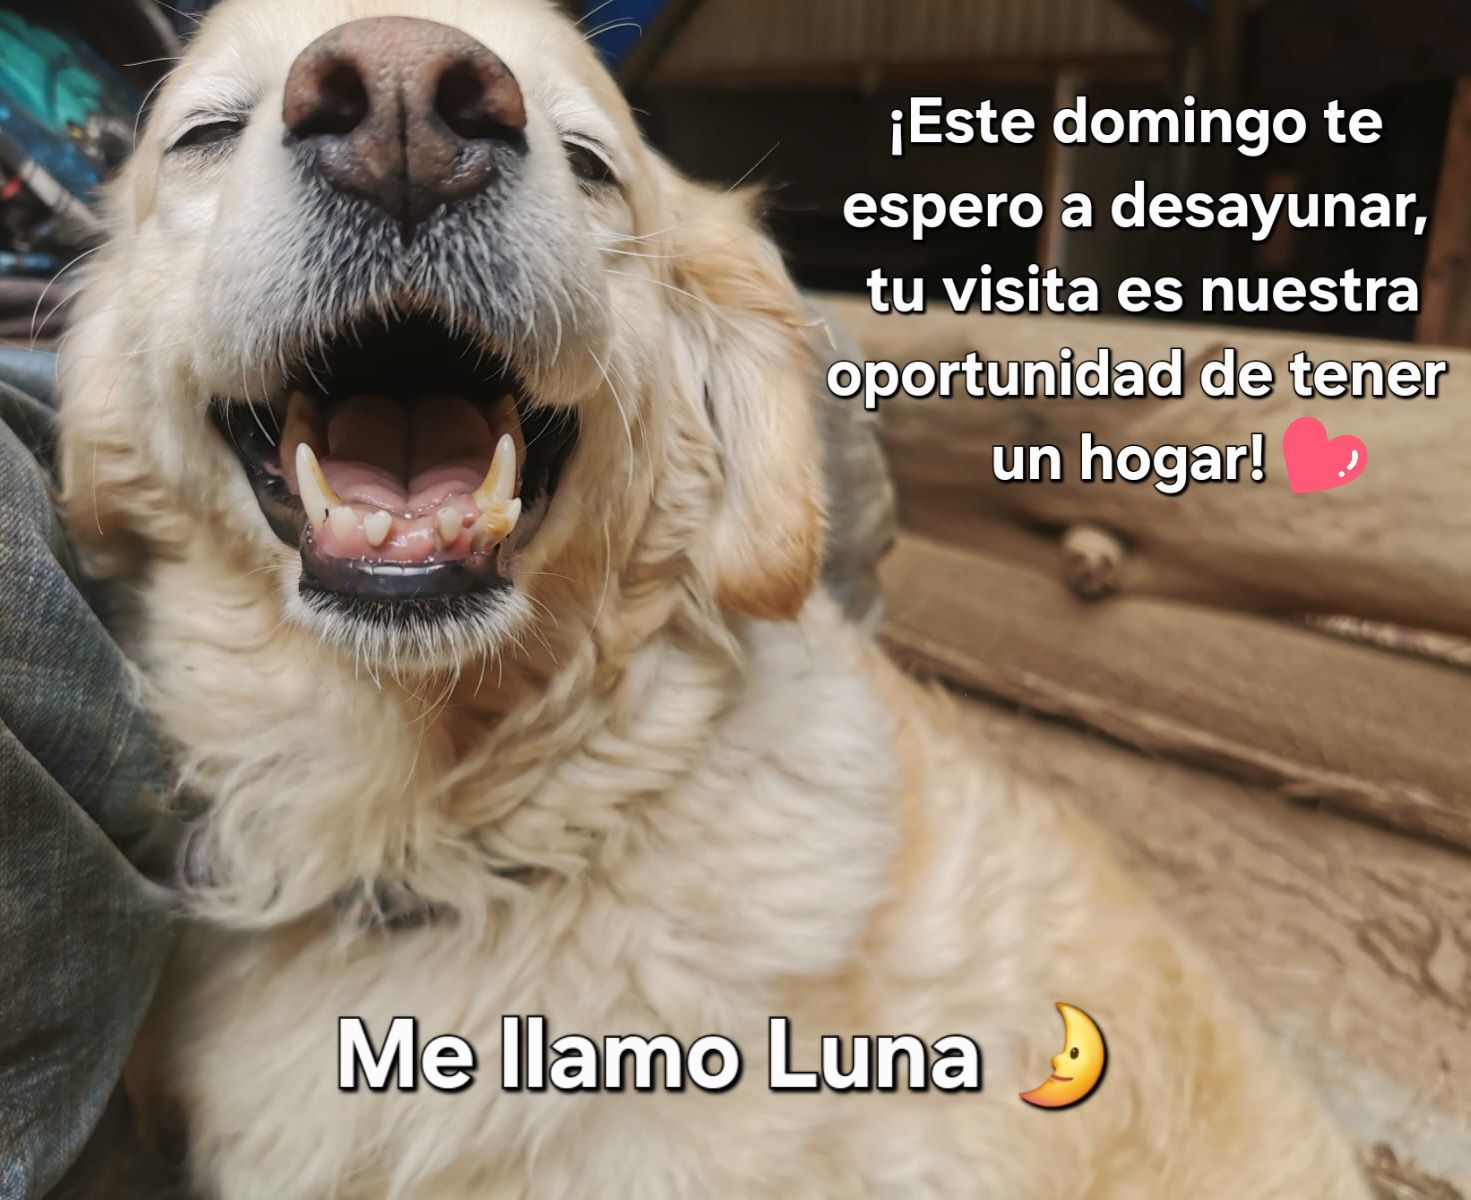 ¡Este domingo te
espero a desayunar,
tu visita es nuestra
oportunidad de tener
un hogar!
Me llamo Luna